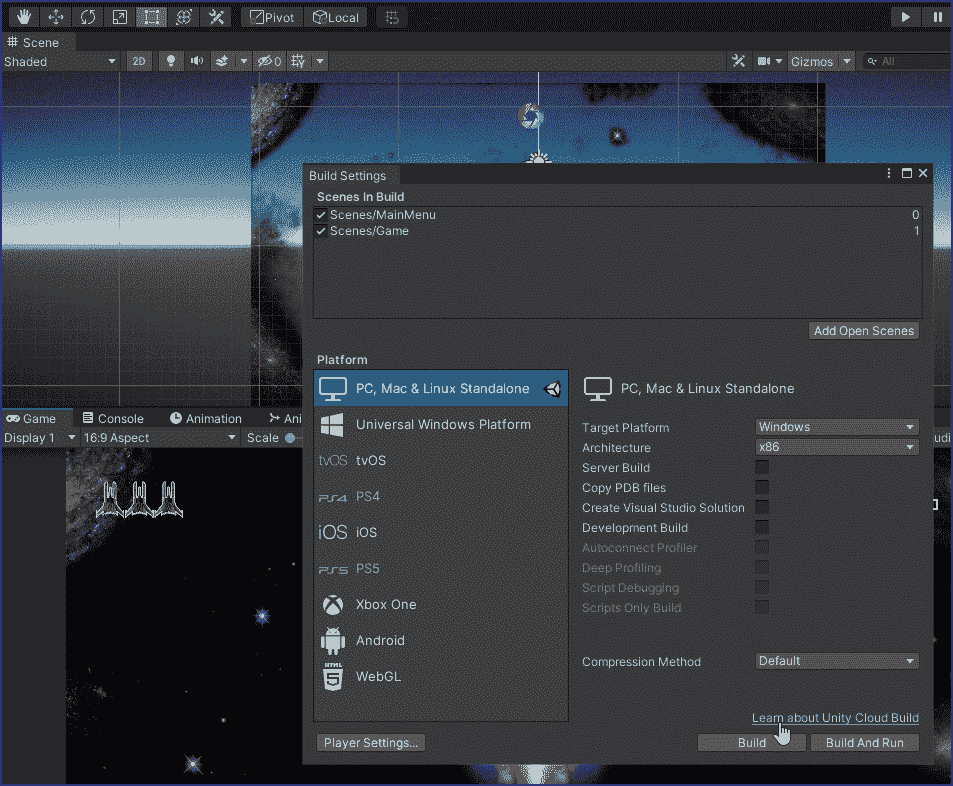 Pivot Local
Scene
Shaded 2D 0 Gizmos All
Build Settings
Scenes In Build
Scenes/MainMenu 0
Scenes/Game 1
Add Open Scenes
Platform
PC, Mac & Linux Standalone
Universal Windows Platform
tvOS tvOS
PS4 PS4
iOS iOS
PS5 PS5
Xbox One
Android
HTML 5 WebGL
Player Settings...
PC, Mac & Linux Standalone
Target Platform Windows
Architecture x86
Server Build
Copy PDB files
Create Visual Studio Solution
Development Build
Autoconnect Profiler
Deep Profiling
Script Debugging
Scripts Only Build
Compression Method Default
Learn about Unity Cloud Build
Build Build And Run
Game Console Animation Ani
Display 1 16:9 Aspect Scale udi